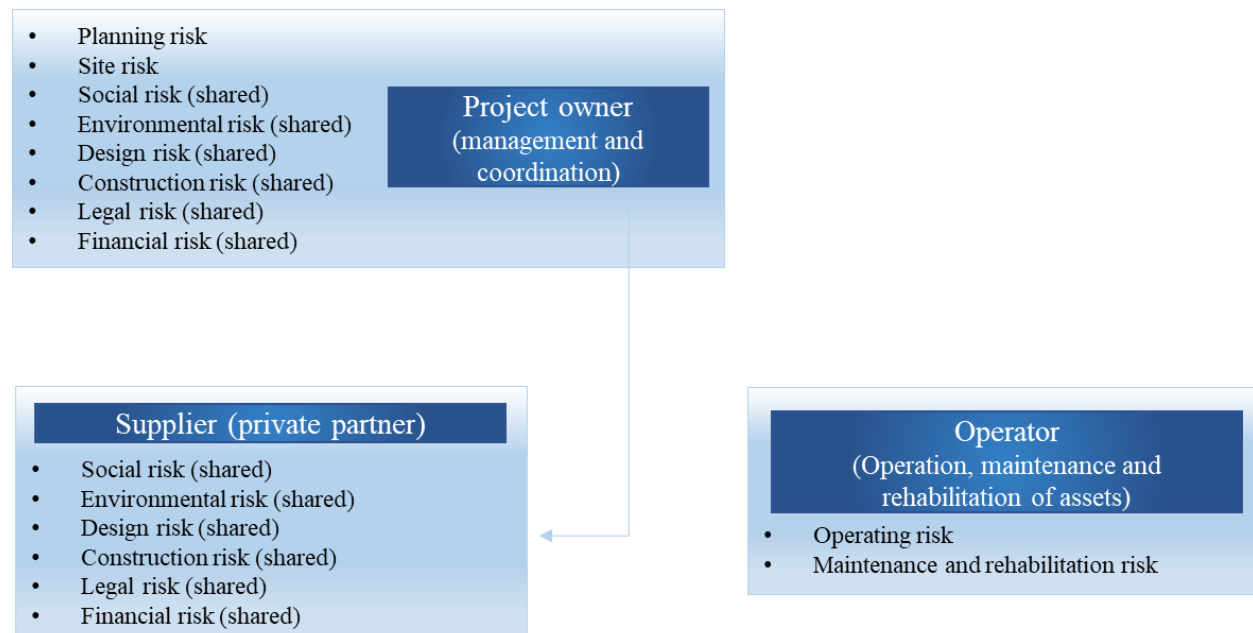 • Planning risk
• Site risk
• Social risk (shared)
• Environmental risk (shared)
• Design risk (shared)
• Construction risk (shared)
• Legal risk (shared)
• Financial risk (shared)
Project owner
(management and
coordination)
Supplier (private partner)
• Social risk (shared)
• Environmental risk (shared)
• Design risk (shared)
• Construction risk (shared)
• Legal risk (shared)
• Financial risk (shared)
Operator
(Operation, maintenance and
rehabilitation of assets)
• Operating risk
• Maintenance and rehabilitation risk